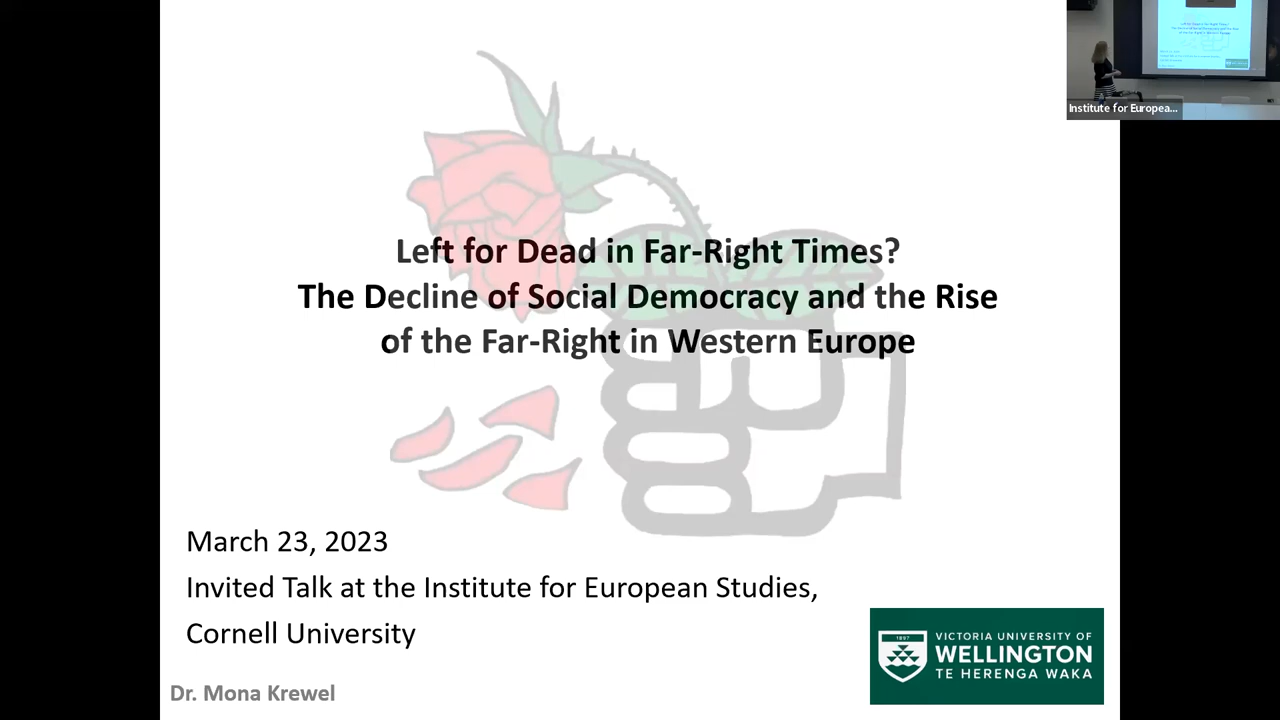 Left for Dead in Far-Right Times?
The Decline of Social Democracy and the Rise
of the Far-Right in Western Europe
March 23, 2023
Invited Talk at the Institute for European Studies,
Cornell University
Dr. Mona Krewel
1897
VICTORIA UNIVERSITY OF
WELLINGTON
TE HERENGA WAKA
Institute for Europea...